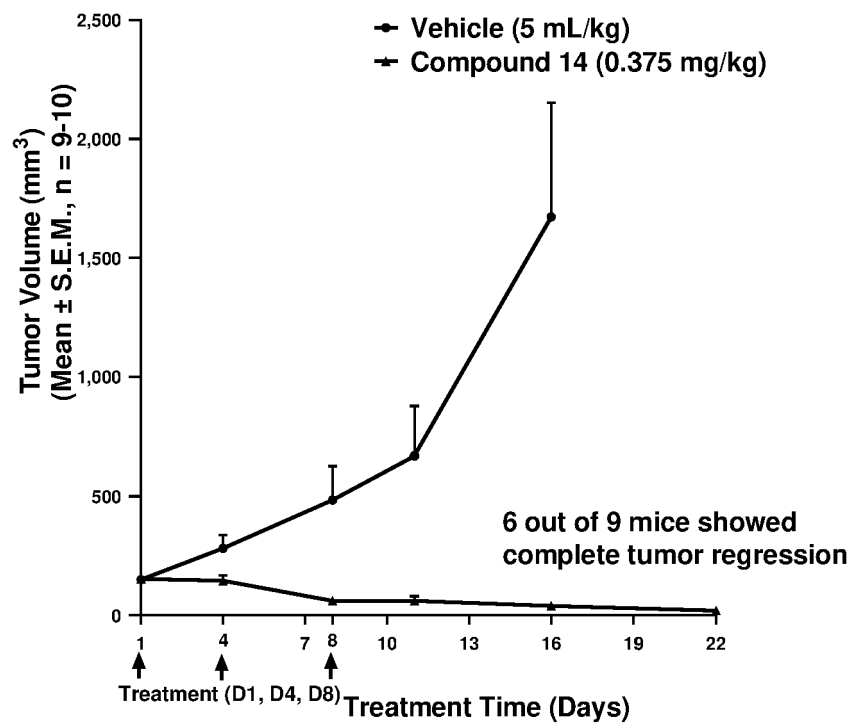 2,500
2,000
1,500
1,000
500
0
Tumor Volume (mm³)
(Mean ± S.E.M., n = 9-10)
Vehicle (5 mL/kg)
Compound 14 (0.375 mg/kg)
6 out of 9 mice showed
complete tumor regression
1 4 7 8 10 13 16 19 22
Treatment (D1, D4, D8)
Treatment Time (Days)